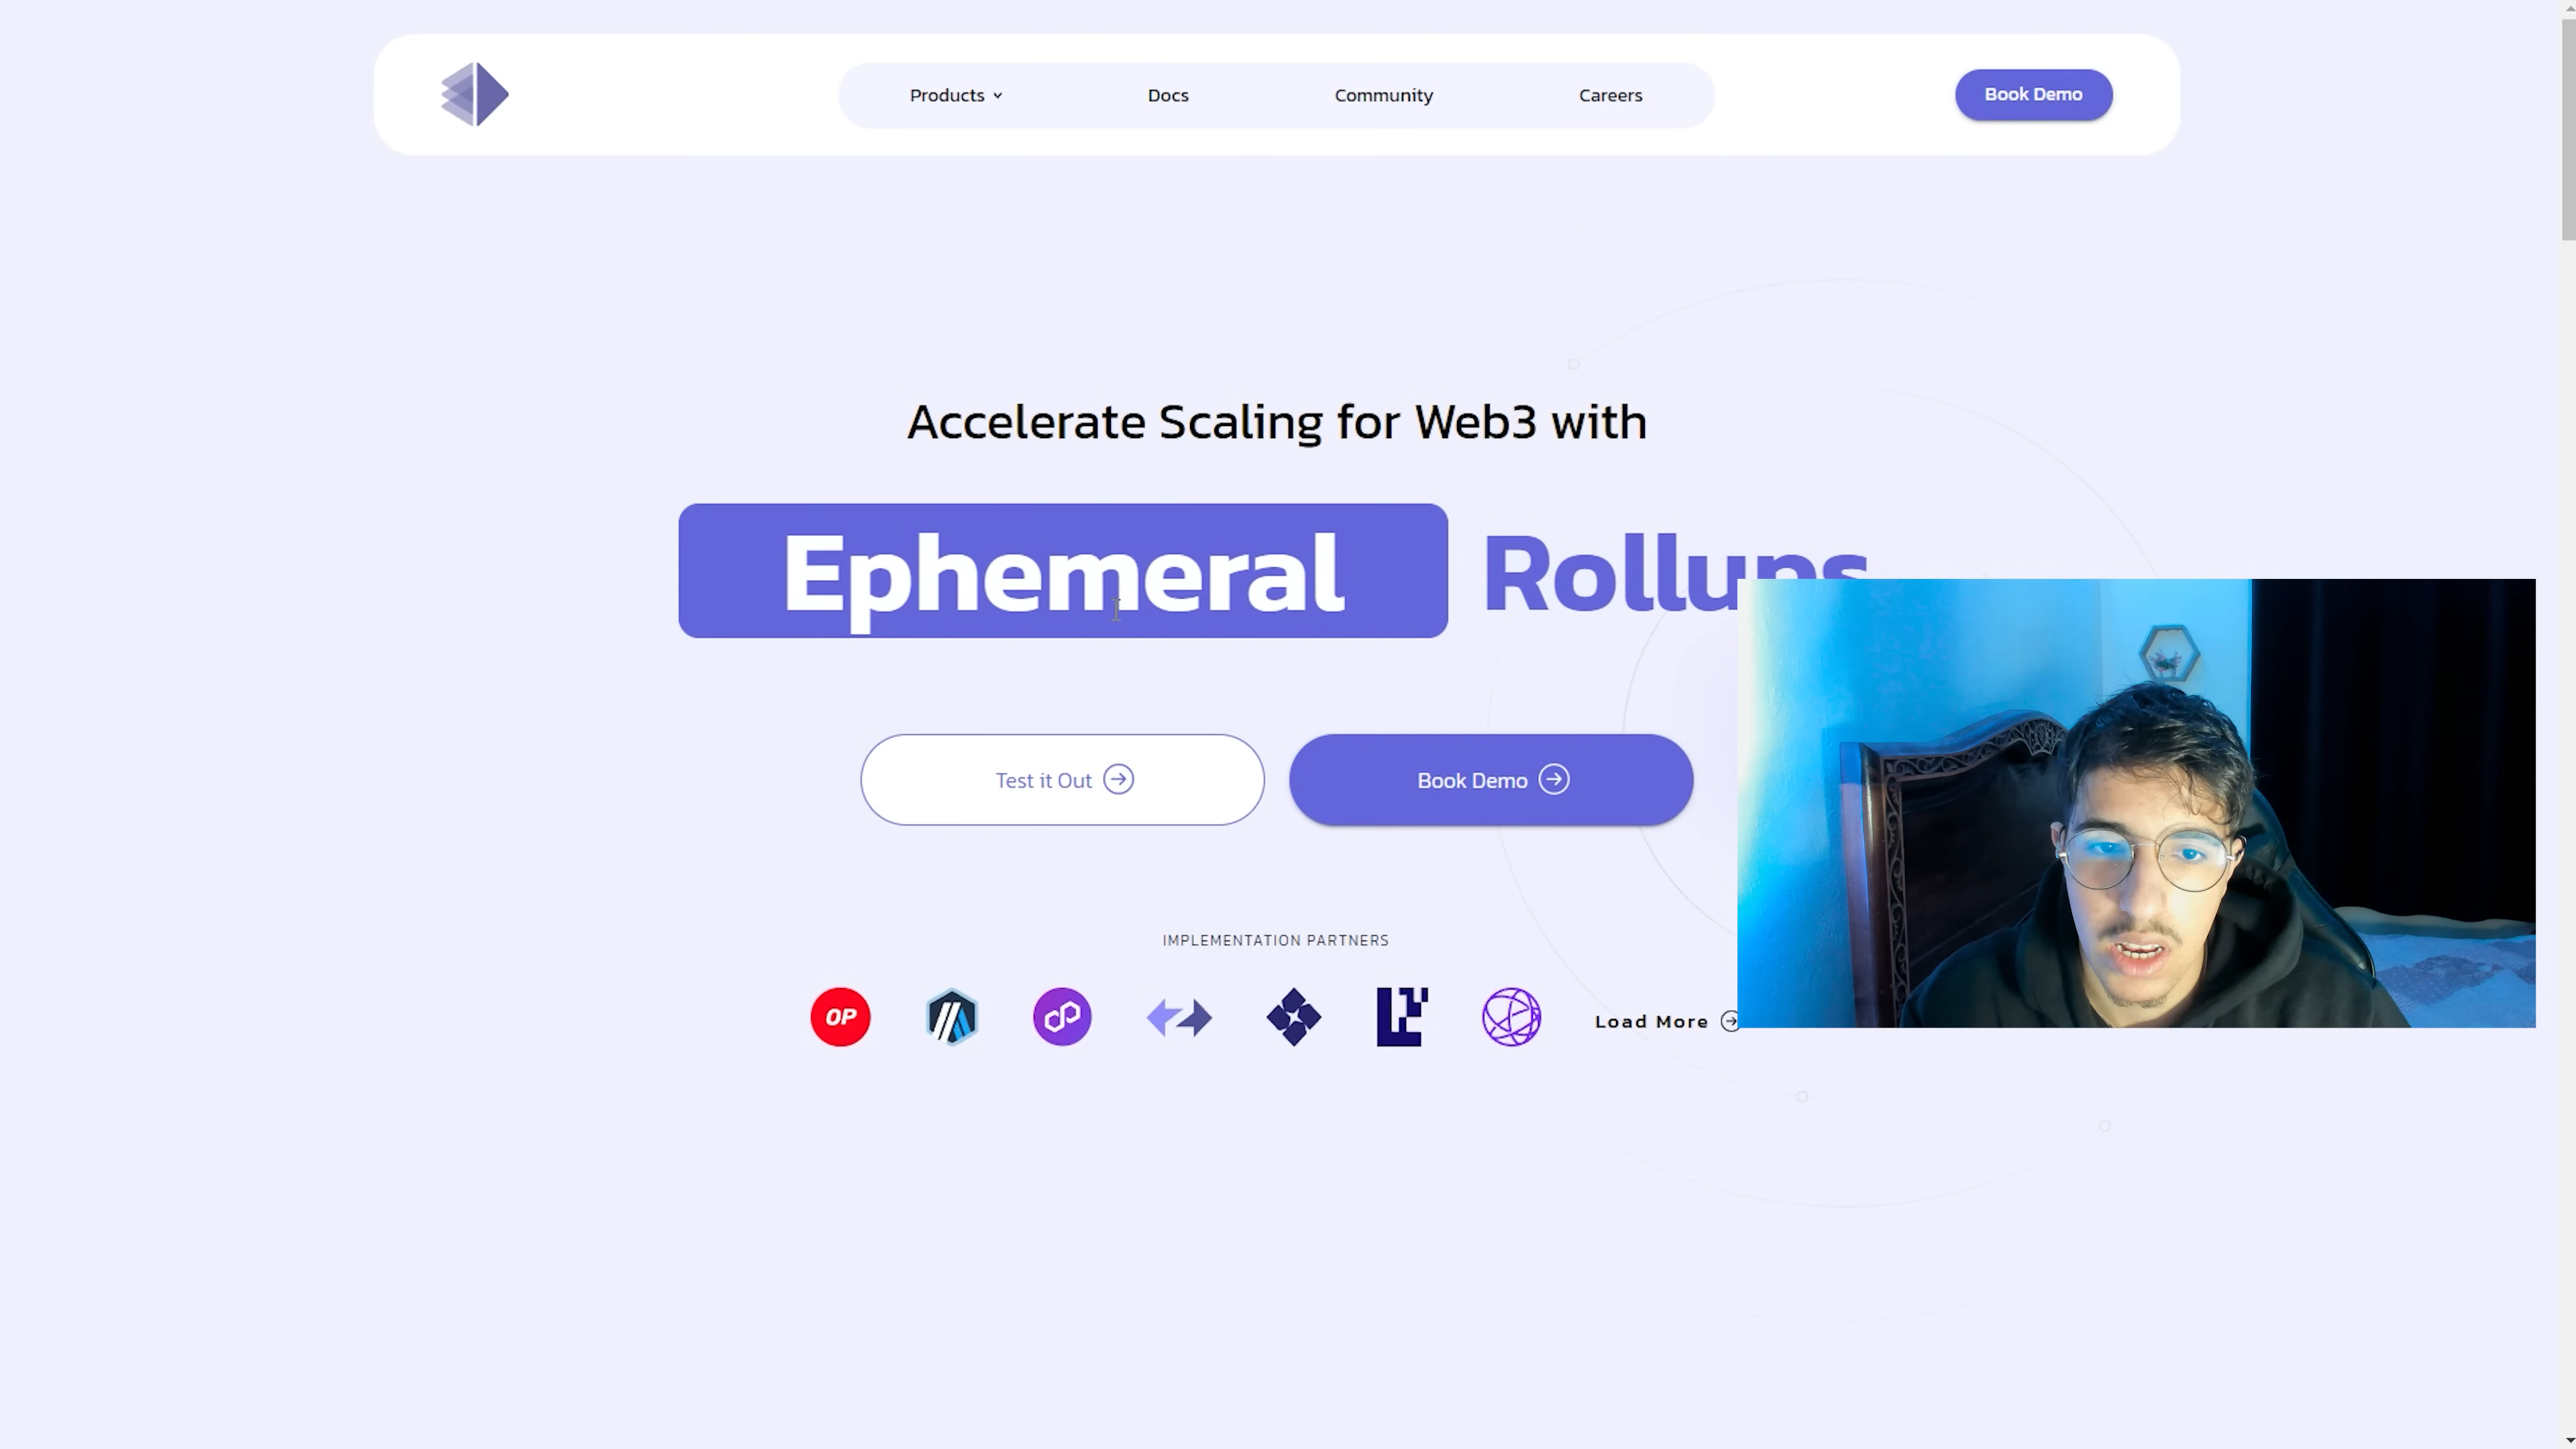 Products
Docs
Community
Careers
Book Demo
Accelerate Scaling for Web3 with
Ephemeral Rollups
Test it Out
Book Demo
IMPLEMENTATION PARTNERS
OP
Load More